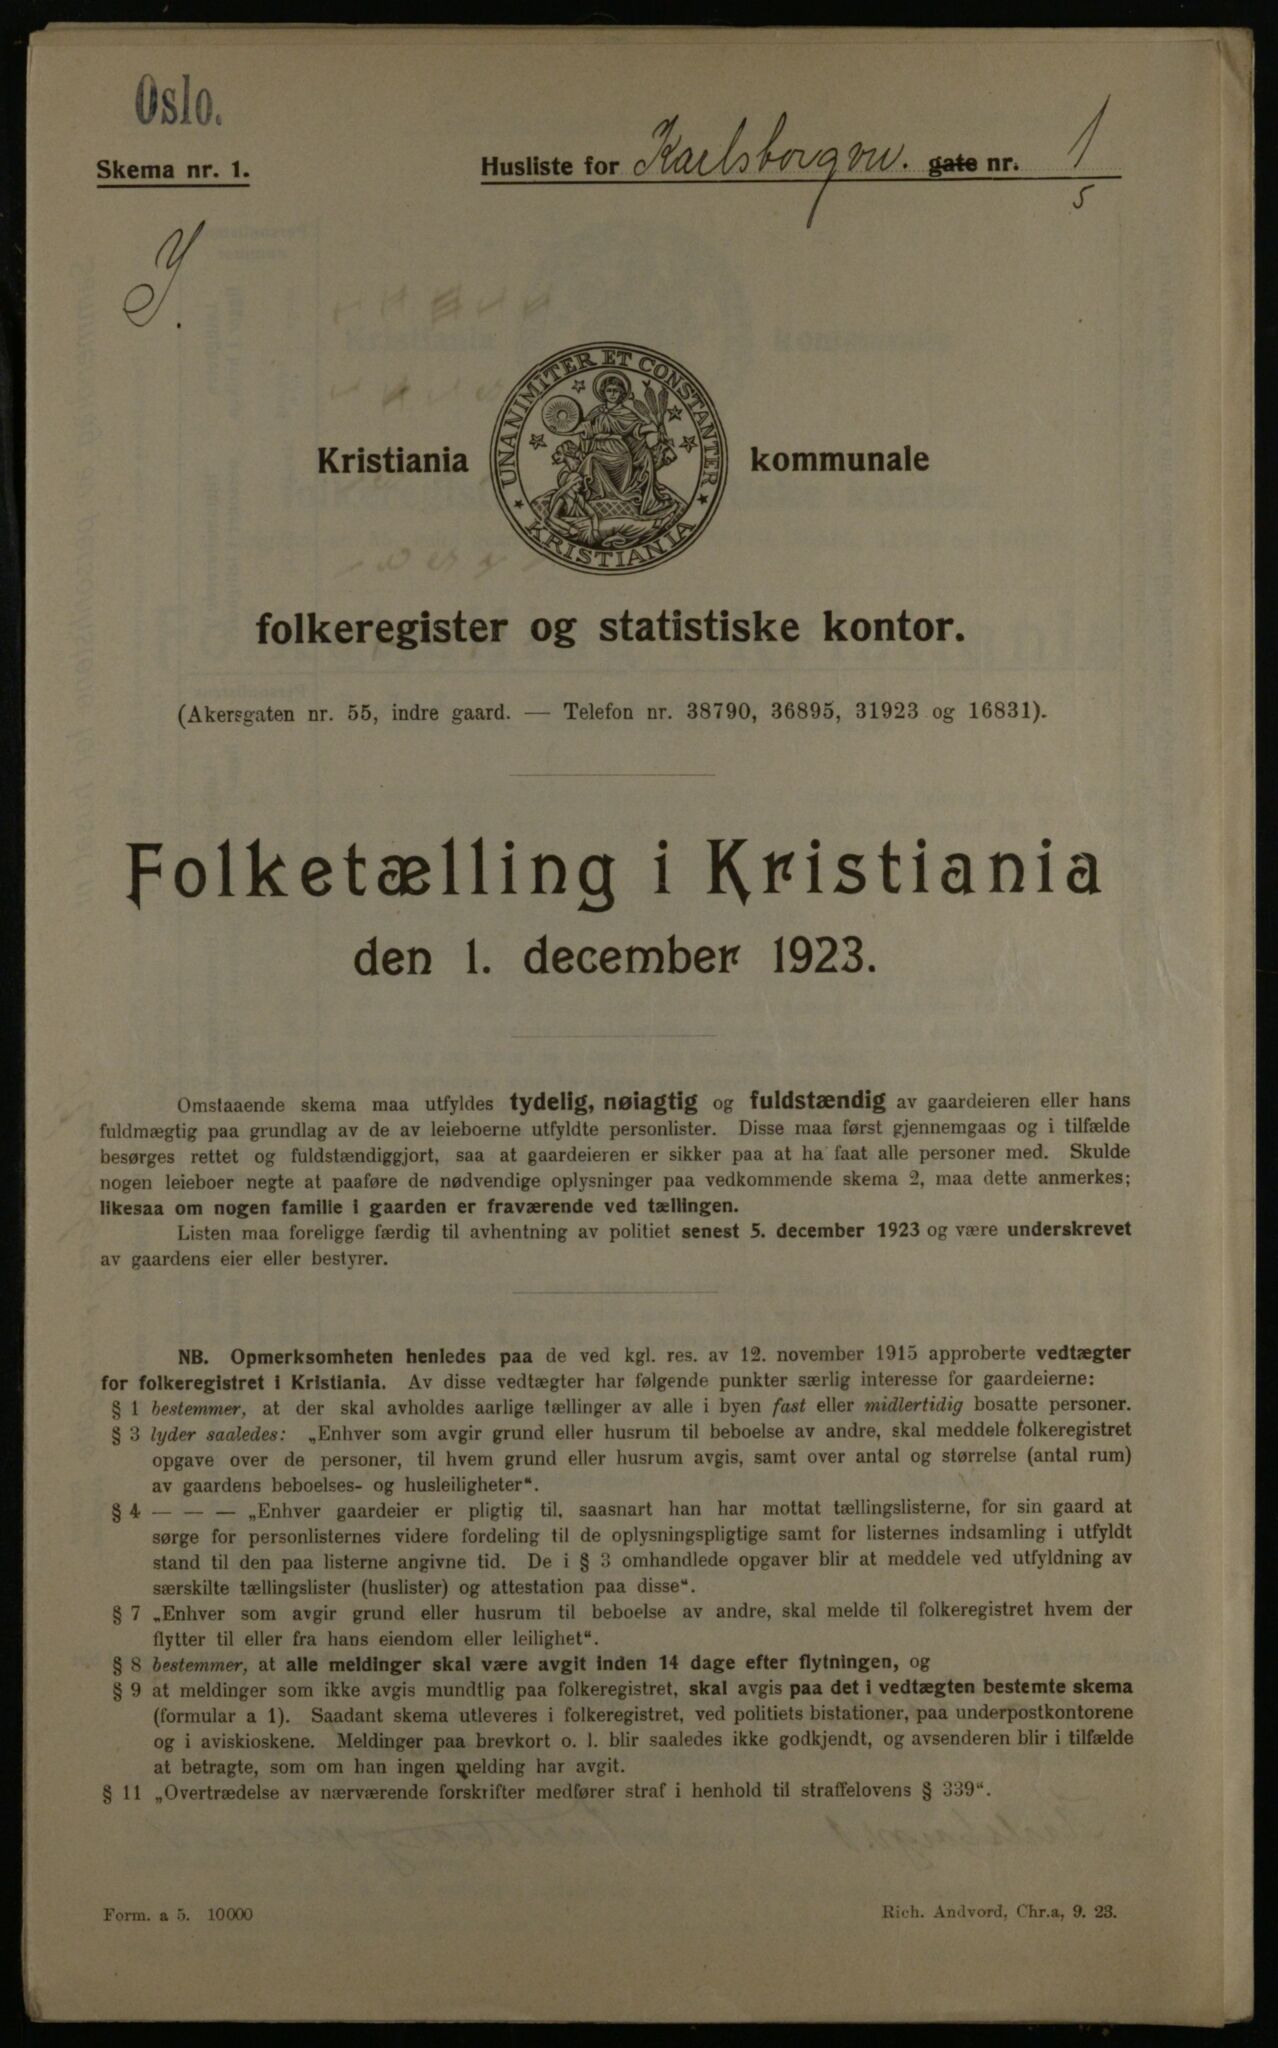 Oslo.
Skema nr. 1.
Husliste for Karlsborgvn. gate nr. 1
5
Y.
UNANIMITER ET CONSTANTER
KRISTIANIA
Kristiania kommunale
folkeregister og statistiske kontor.
(Akersgaten nr. 55, indre gaard. — Telefon nr. 38790, 36895, 31923 og 16831).
Folketælling i Kristiania
den 1. december 1923.
Omstaaende skema maa utfyldes tydelig, nøiagtig og fuldstændig av gaardeieren eller hans
fuldmægtig paa grundlag av de av leieboerne utfyldte personlister. Disse maa først gjennemgaas og i tilfælde
besørges rettet og fuldstændiggjort, saa at gaardeieren er sikker paa at ha faat alle personer med. Skulde
nogen leieboer negte at paaføre de nødvendige oplysninger paa vedkommende skema 2, maa dette anmerkes;
likesaa om nogen familie i gaarden er fraværende ved tællingen.
Listen maa foreligge færdig til avhentning av politiet senest 5. december 1923 og være underskrevet
av gaardens eier eller bestyrer.
NB. Opmerksomheten henledes paa de ved kgl. res. av 12. november 1915 approberte vedtægter
for folkeregistret i Kristiania. Av disse vedtægter har følgende punkter særlig interesse for gaardeierne:
§ 1 bestemmer, at der skal avholdes aarlige tællinger av alle i byen fast eller midlertidig bosatte personer.
§ 3 lyder saaledes: „Enhver som avgir grund eller husrum til beboelse av andre, skal meddele folkeregistret
opgave over de personer, til hvem grund eller husrum avgis, samt over antal og størrelse (antal rum)
av gaardens beboelses- og husleiligheter“.
§ 4 — — — „Enhver gaardeier er pligtig til, saasnart han har mottat tællingslisterne, for sin gaard at
sørge for personlisternes videre fordeling til de oplysningspligtige samt for listernes indsamling i utfyldt
stand til den paa listerne angivne tid. De i § 3 omhandlede opgaver blir at meddele ved utfyldning av
særskilte tællingslister (huslister) og attestation paa disse“.
§ 7 „Enhver som avgir grund eller husrum til beboelse av andre, skal melde til folkeregistret hvem der
flytter til eller fra hans eiendom eller leilighet“.
§ 8 bestemmer, at alle meldinger skal være avgit inden 14 dage efter flytningen, og
§ 9 at meldinger som ikke avgis mundtlig paa folkeregistret, skal avgis paa det i vedtægten bestemte skema
(formular a 1). Saadant skema utleveres i folkeregistret, ved politiets bistationer, paa underpostkontorene
og i aviskioskene. Meldinger paa brevkort o. l. blir saaledes ikke godkjendt, og avsenderen blir i tilfælde
at betragte, som om han ingen melding har avgit.
§ 11 „Overtrædelse av nærværende forskrifter medfører straf i henhold til straffelovens § 339“.
Form. a 5. 10000
Rich. Andvord, Chr.a, 9. 23.